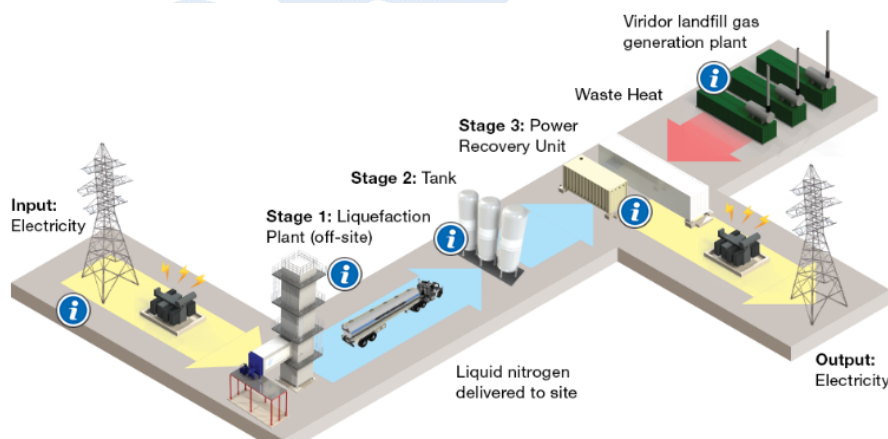 Viridor landfill gas
generation plant
Waste Heat
Stage 3: Power
Recovery Unit
Stage 2: Tank
Stage 1: Liquefaction
Plant (off-site)
Input:
Electricity
Liquid nitrogen
delivered to site
Output:
Electricity
i
i
i
i
i